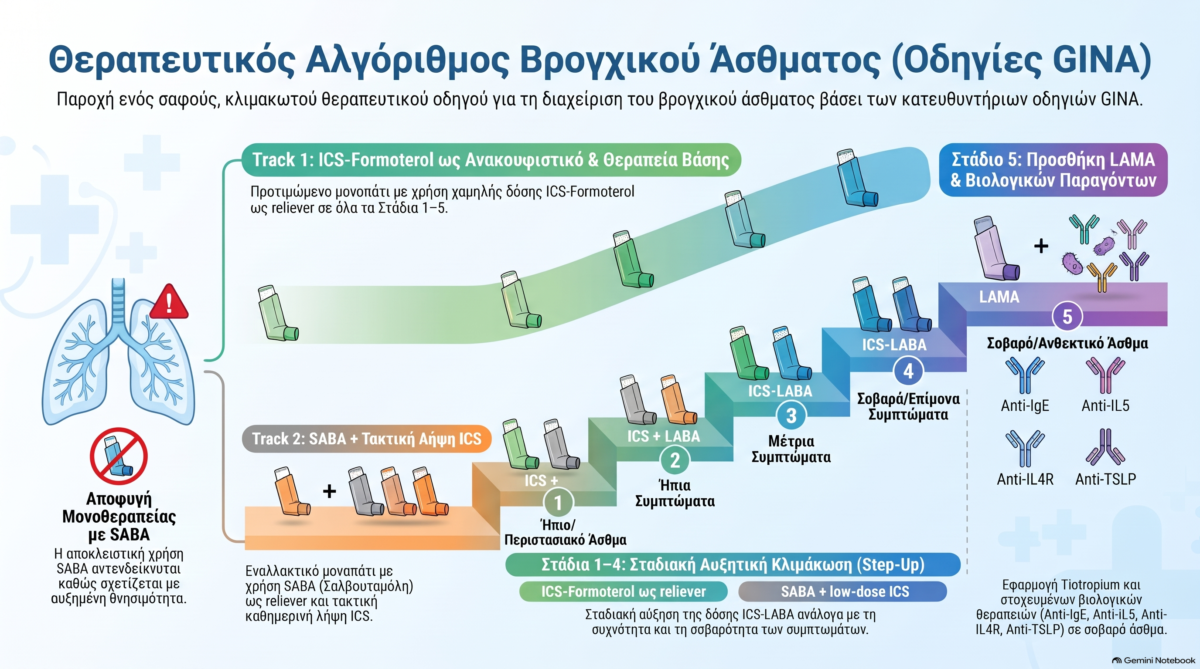 Θεραπευτικός Αλγόριθμος Βρογχικού Άσθματος (Οδηγίες GINA)
Παροχή ενός σαφούς, κλιμακωτού θεραπευτικού οδηγού για τη διαχείριση του βρογχικού άσθματος βάσει των κατευθυντήριων οδηγιών GINA.
Track 1: ICS-Formoterol ως Ανακουφιστικό & Θεραπεία Βάσης
Προτιμώμενο μονοπάτι με χρήση χαμηλής δόσης ICS-Formoterol
ως reliever σε όλα τα Στάδια 1–5.
Στάδιο 5: Προσθήκη LAMA
& Βιολογικών Παραγόντων
+
LAMA
5
Σοβαρό/Ανθεκτικό Άσθμα
Anti-IgE
Anti-IL5
Anti-IL4R
Anti-TSLP
Εφαρμογή Tiotropium και
στοχευμένων βιολογικών
θεραπειών (Anti-IgE, Anti-iL5, Anti-
IL4R, Anti-TSLP) σε σοβαρό άσθμα.
ICS-LABA
4
Σοβαρά/Επίμονα
Συμπτώματα
ICS-LABA
3
Μέτρια
Συμπτώματα
ICS + LABA
2
Ήπια
Συμπτώματα
ICS +
1
Ήπιο/
Περιστασιακό Άσθμα
Track 2: SABA + Τακτική Λήψη ICS
+
Εναλλακτικό μοναπάτι με
χρήση SABA (Σαλβουταμόλη)
ως reliever και τακτική
καθημερινή λήψη ICS.
Αποφυγή
Μονοθεραπείας
με SABA
Η αποκλειστική χρήση
SABA αντενδείκνυται
καθώς σχετίζεται με
αυξημένη θνησιμότητα.
Στάδια 1–4: Σταδιακή Αυξητική Κλιμάκωση (Step-Up)
ICS-Formoterol ως reliever
SABA + low-dose ICS
Σταδιακή αύξηση της δόσης ICS-LABA ανάλογα με τη
συχνότητα και τη σσβαρότητα των συμπτωμάτων.
Gemini Notebook